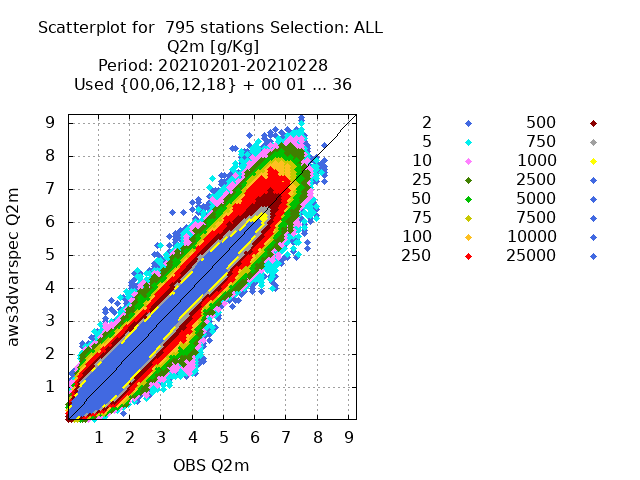 Scatterplot for 795 stations Selection: ALL
Q2m [g/Kg]
Period: 20210201-20210228
Used {00,06,12,18} + 00 01 ... 36
9
8
7
6
5
4
3
2
1
aws3dvarspec Q2m
1 2 3 4 5 6 7 8 9
OBS Q2m
2 500
5 750
10 1000
25 2500
50 5000
75 7500
100 10000
250 25000